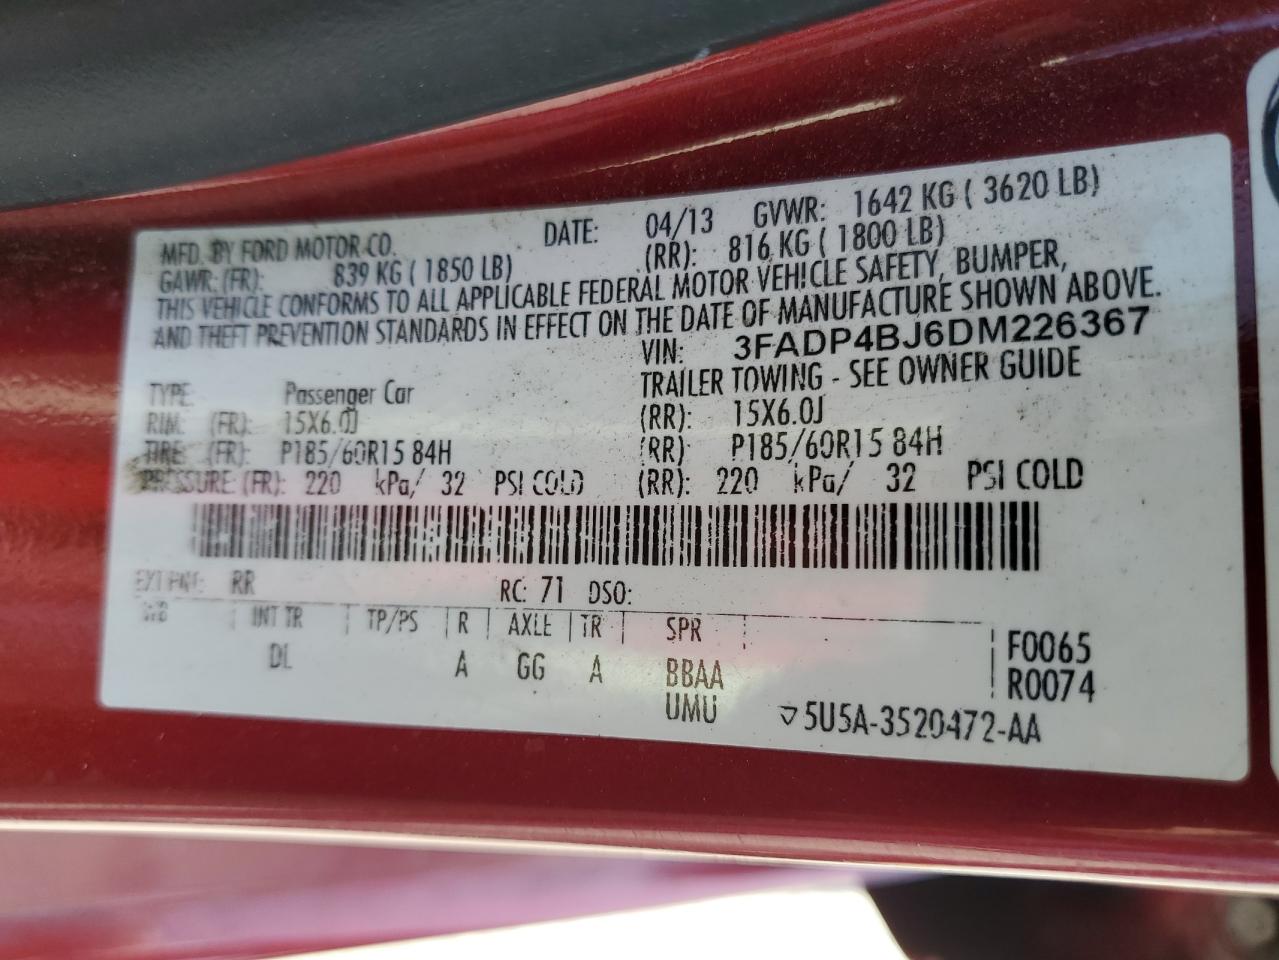 MFD. BY FORD MOTOR CO. DATE: 04/13 GVWR: 1642 KG ( 3620 LB)
GAWR: (FR): 839 KG ( 1850 LB) (RR): 816 KG ( 1800 LB)
THIS VEHICLE CONFORMS TO ALL APPLICABLE FEDERAL MOTOR VEHICLE SAFETY, BUMPER,
AND THEFT PREVENTION STANDARDS IN EFFECT ON THE DATE OF MANUFACTURE SHOWN ABOVE.
VIN: 3FADP4BJ6DM226367
TYPE: Passenger Car TRAILER TOWING - SEE OWNER GUIDE
RIM: (FR): 15X6.0J (RR): 15X6.0J
TIRE: (FR): P185/60R15 84H (RR): P185/60R15 84H
PRESSURE: (FR): 220 kPa/ 32 PSI COLD (RR): 220 kPa/ 32 PSI COLD
EXT PNT: RR RC: 71 DSO:
WB INT TR TP/PS R AXLE TR SPR
DL A GG A BBAA
UMU
F0065
R0074
5U5A-3520472-AA